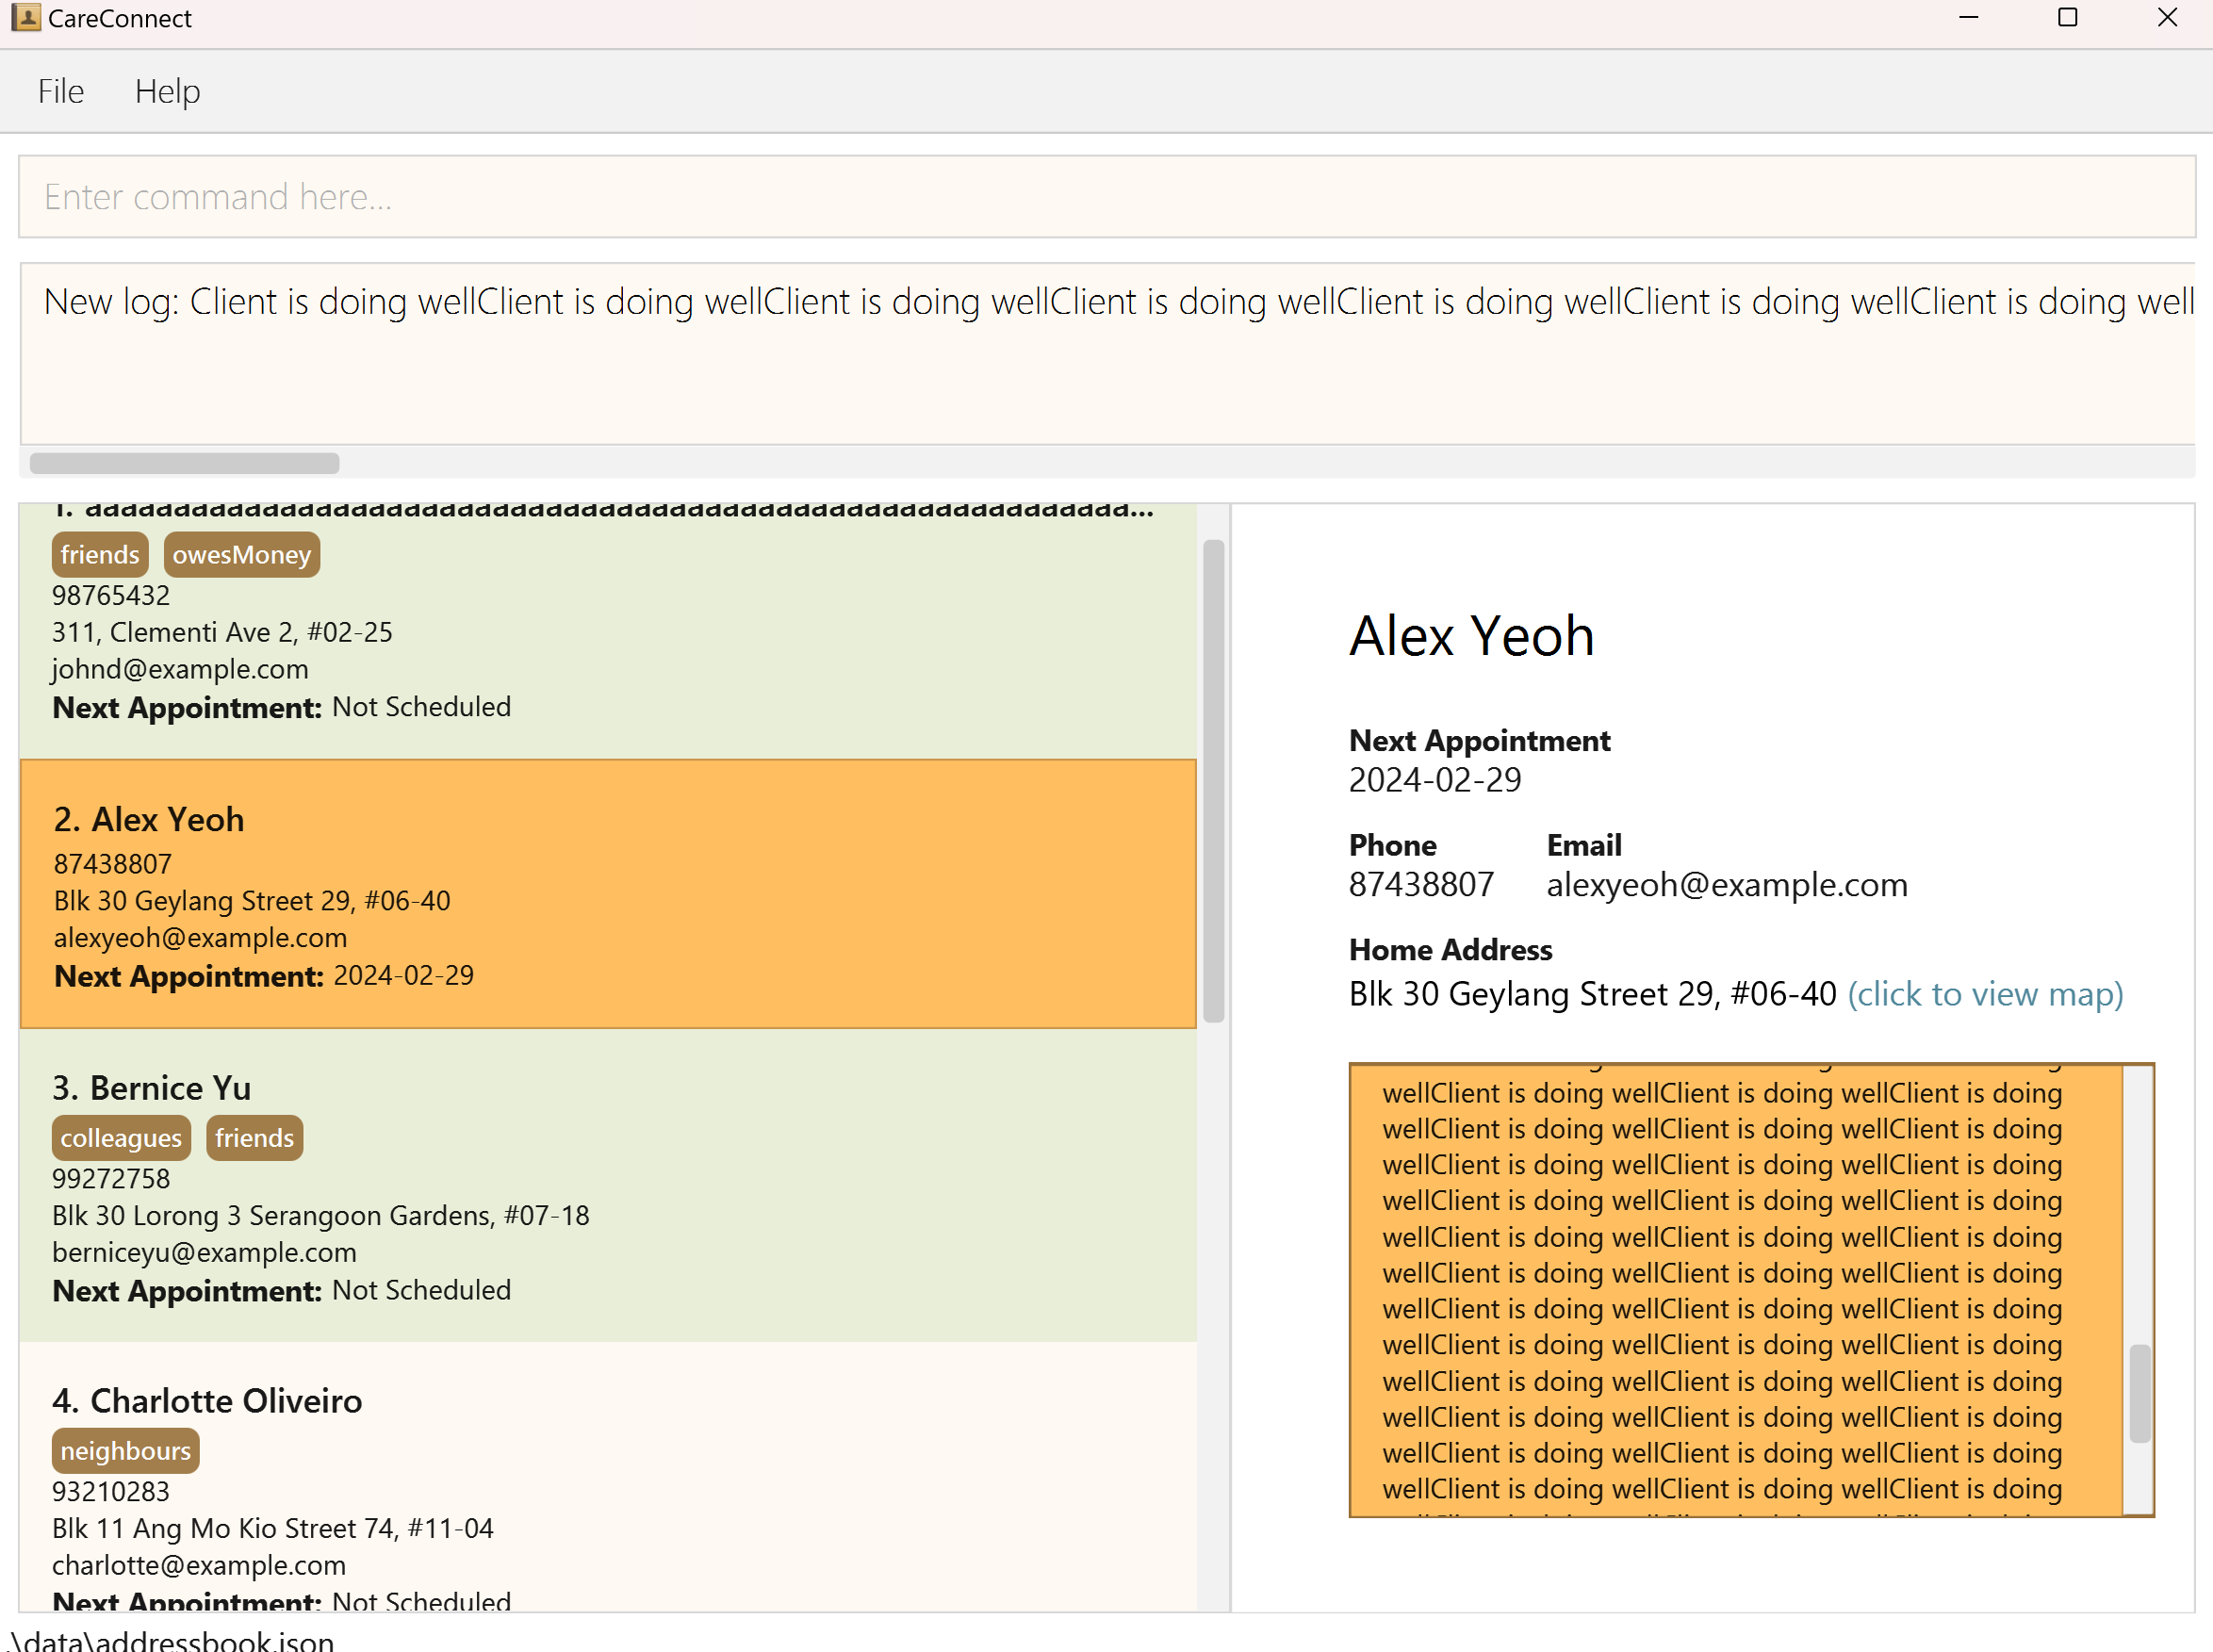 CareConnect
File Help
Enter command here...
New log: Client is doing wellClient is doing wellClient is doing wellClient is doing wellClient is doing wellClient is doing wellClient is doing well
1. aaaaaaaaaaaaaaaaaaaaaaaaaaaaaaaaaaaaaaaaaaaaaaaaaaaaaaaaaaa...
friends owesMoney
98765432
311, Clementi Ave 2, #02-25
johnd@example.com
Next Appointment: Not Scheduled
2. Alex Yeoh
87438807
Blk 30 Geylang Street 29, #06-40
alexyeoh@example.com
Next Appointment: 2024-02-29
3. Bernice Yu
colleagues friends
99272758
Blk 30 Lorong 3 Serangoon Gardens, #07-18
berniceyu@example.com
Next Appointment: Not Scheduled
4. Charlotte Oliveiro
neighbours
93210283
Blk 11 Ang Mo Kio Street 74, #11-04
charlotte@example.com
Next Appointment: Not Scheduled
Alex Yeoh
Next Appointment
2024-02-29
Phone Email
87438807 alexyeoh@example.com
Home Address
Blk 30 Geylang Street 29, #06-40 (click to view map)
wellClient is doing wellClient is doing wellClient is doing
wellClient is doing wellClient is doing wellClient is doing
wellClient is doing wellClient is doing wellClient is doing
wellClient is doing wellClient is doing wellClient is doing
wellClient is doing wellClient is doing wellClient is doing
wellClient is doing wellClient is doing wellClient is doing
wellClient is doing wellClient is doing wellClient is doing
wellClient is doing wellClient is doing wellClient is doing
wellClient is doing wellClient is doing wellClient is doing
wellClient is doing wellClient is doing wellClient is doing
wellClient is doing wellClient is doing wellClient is doing
wellClient is doing wellClient is doing wellClient is doing
.\data\addressbook.json